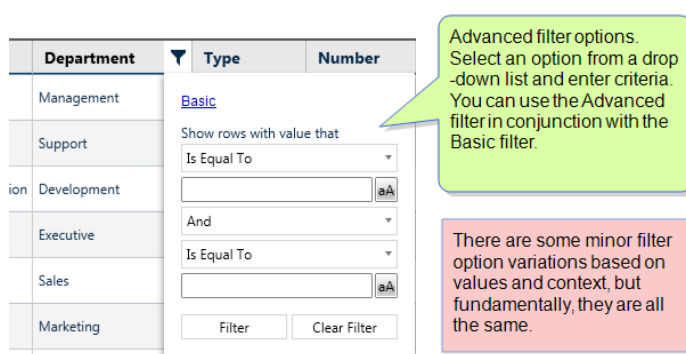 Department Type Number
Management
Basic
Show rows with value that
Support
Is Equal To
ion Development
aA
And
Executive
Is Equal To
Sales
aA
Marketing
Filter Clear Filter
Advanced filter options.
Select an option from a drop
-down list and enter criteria.
You can use the Advanced
filter in conjunction with the
Basic filter.
There are some minor filter
option variations based on
values and context, but
fundamentally, they are all
the same.